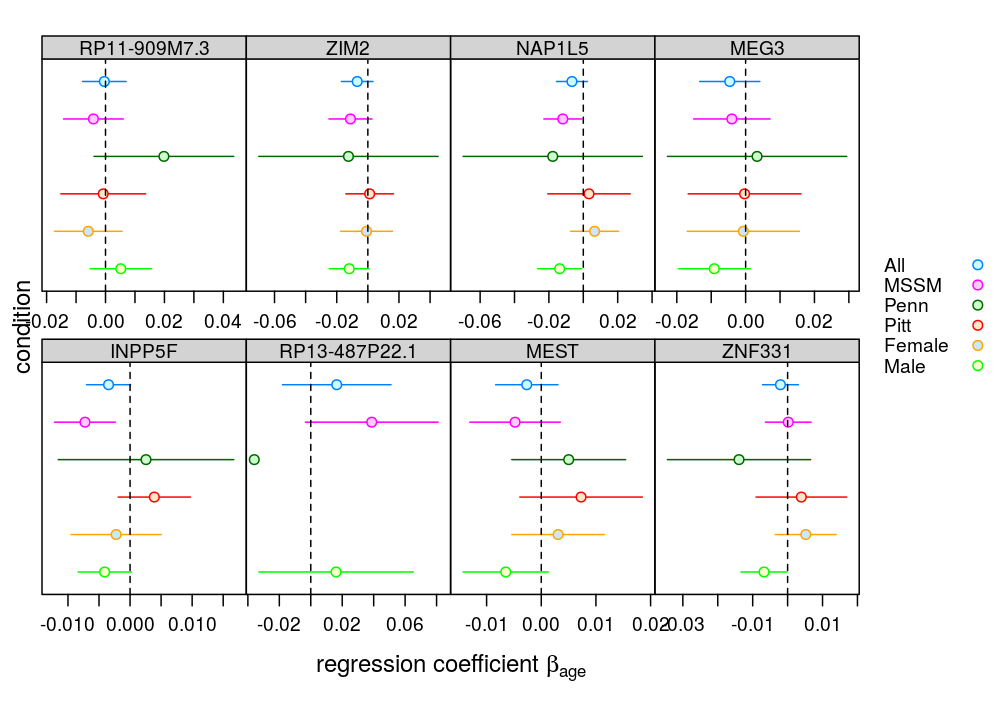 RP11-909M7.3 ZIM2 NAP1L5 MEG3
0.02 0.00 0.02 0.04 -0.06 -0.02 0.02 -0.06 -0.02 0.02 -0.02 0.00 0.02
INPP5F RP13-487P22.1 MEST ZNF331
-0.010 0.000 0.010 -0.02 0.02 0.06 -0.01 0.00 0.01 0.02 0.03 -0.01 0.01
condition
regression coefficient βage
All
MSSM
Penn
Pitt
Female
Male